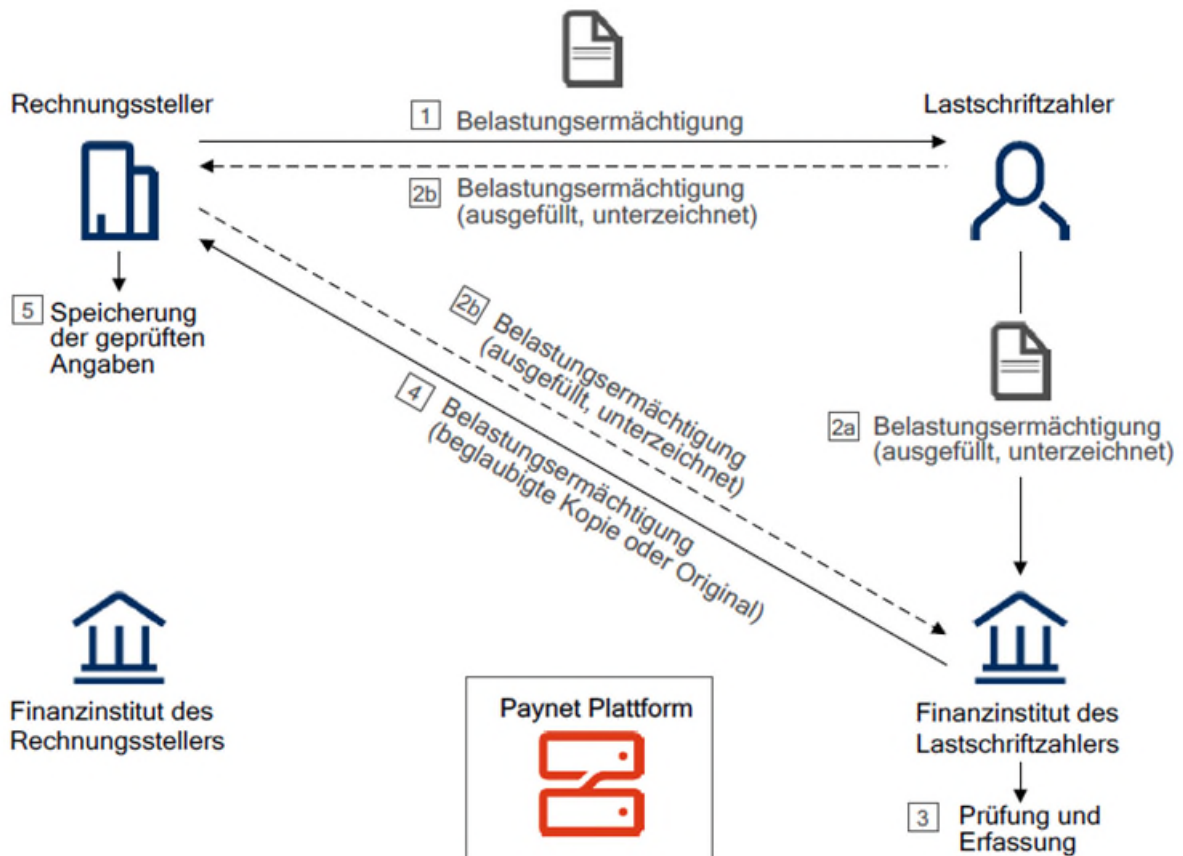 Rechnungssteller
Lastschriftzahler
1 Belastungsermächtigung
2b Belastungsermächtigung
(ausgefüllt, unterzeichnet)
5 Speicherung
der geprüften
Angaben
2b Belastungsermächtigung
(ausgefüllt, unterzeichnet)
4 Belastungsermächtigung
(beglaubigte Kopie oder Original)
2a Belastungsermächtigung
(ausgefüllt, unterzeichnet)
Finanzinstitut des
Rechnungsstellers
Paynet Plattform
Finanzinstitut des
Lastschriftzahlers
3 Prüfung und
Erfassung